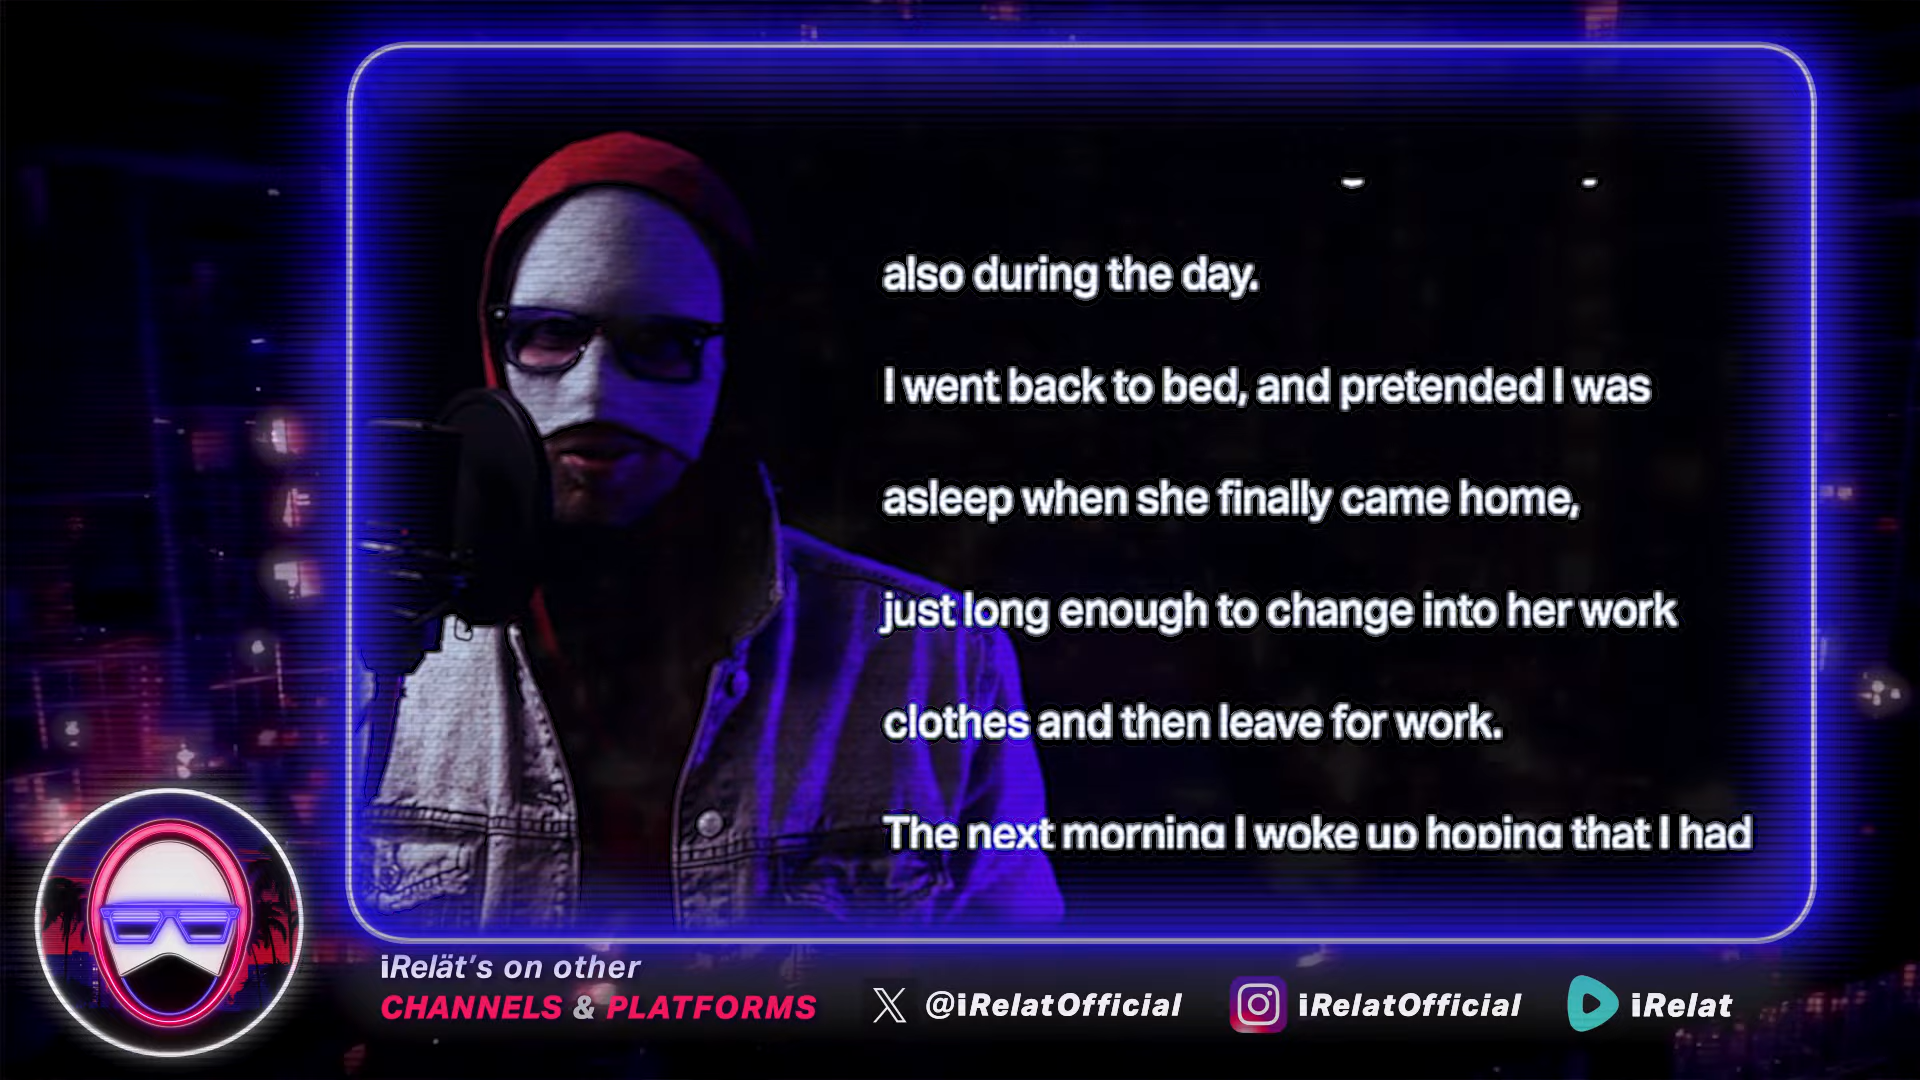 also during the day.
I went back to bed, and pretended I was
asleep when she finally came home,
just long enough to change into her work
clothes and then leave for work.
The next morning I woke up hoping that I had
iRelät's on other
CHANNELS & PLATFORMS
@iRelatOfficial
iRelatOfficial
iRelat